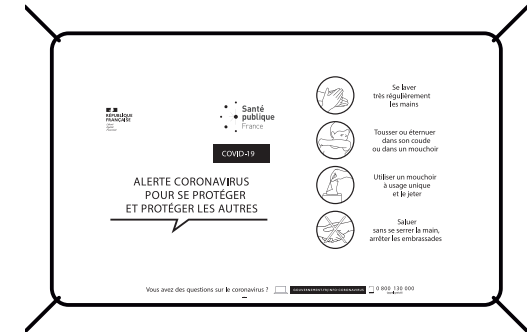 RÉPUBLIQUE
FRANÇAISE
Santé
publique
France
COVID-19
ALERTE CORONAVIRUS
POUR SE PROTÉGER
ET PROTÉGER LES AUTRES
Se laver
très régulièrement
les mains
Tousser ou éternuer
dans son coude
ou dans un mouchoir
Utiliser un mouchoir
à usage unique
et le jeter
Saluer
sans se serrer la main,
arrêter les embrassades
Vous avez des questions sur le coronavirus ? GOUVERNEMENT.FR/INFO-CORONAVIRUS 0 800 130 000